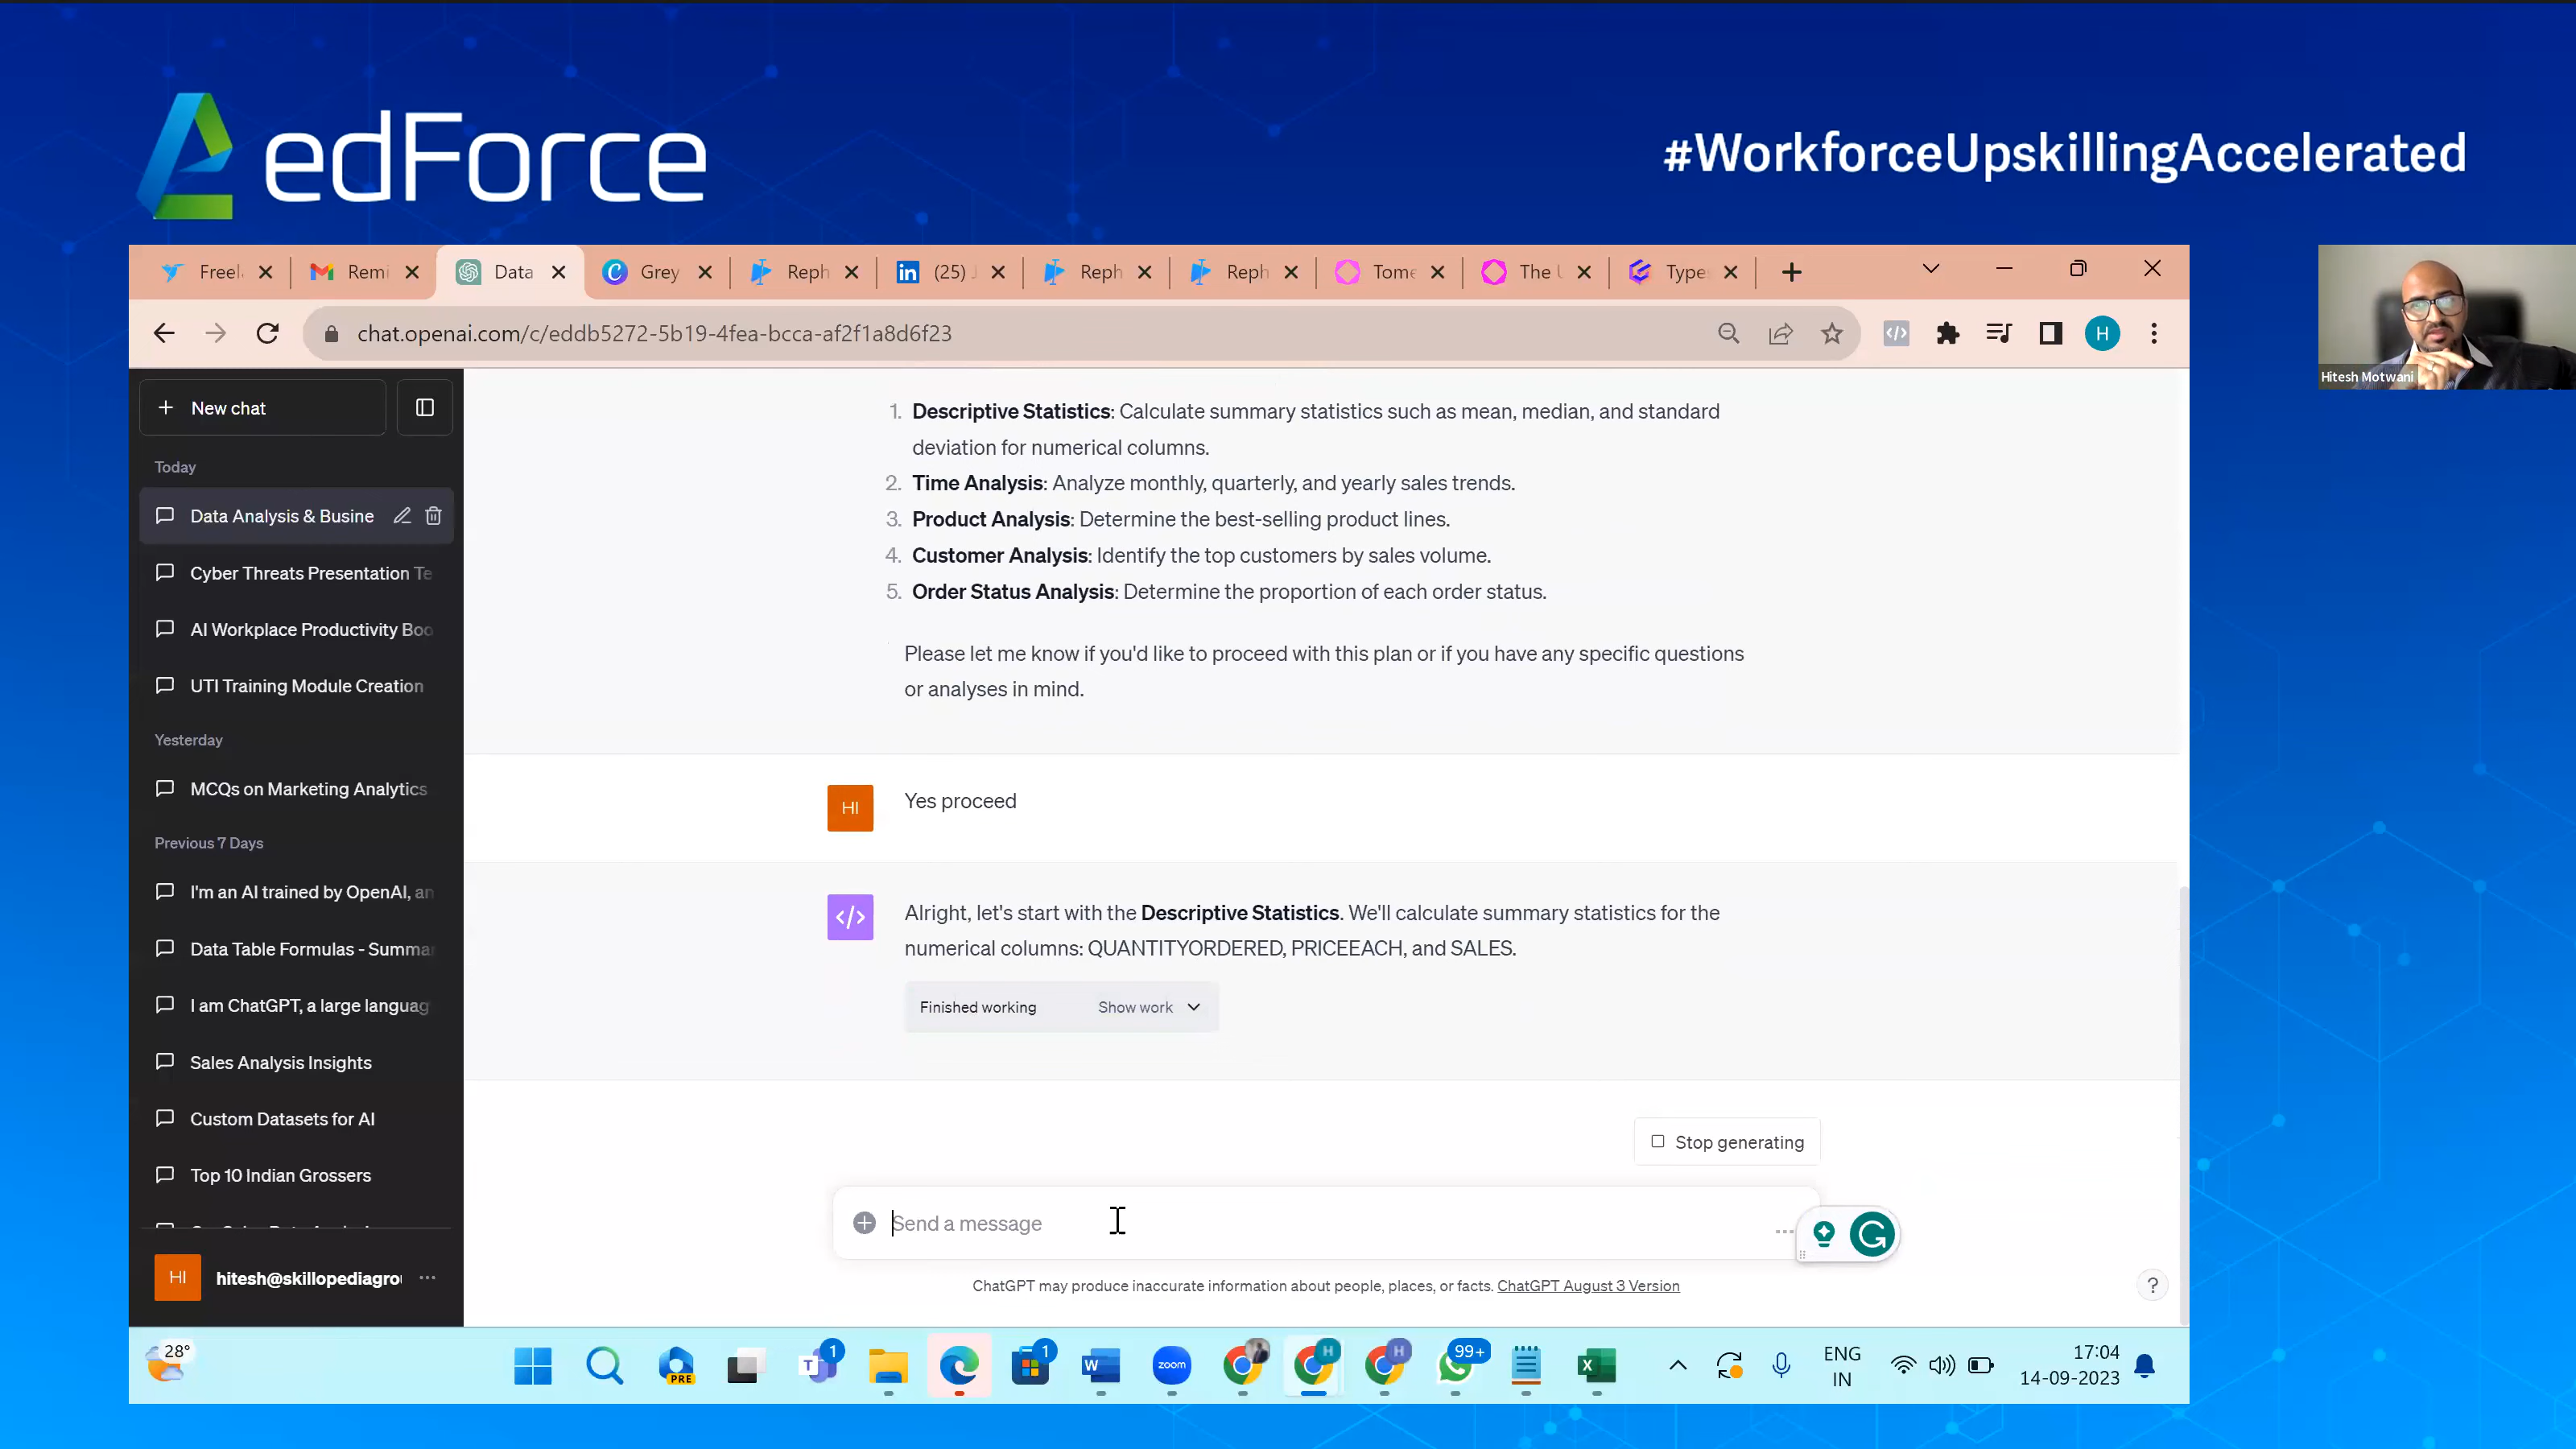 edForce
#WorkforceUpskillingAccelerated
Freel
Remi
Data
Grey
Reph
(25)
Reph
Reph
Tome
The U
Types
chat.openai.com/c/eddb5272-5b19-4fea-bcca-af2f1a8d6f23
H
Hitesh Motwani
New chat
Today
Data Analysis & Busine
Cyber Threats Presentation Te
AI Workplace Productivity Boo
UTI Training Module Creation
Yesterday
MCQs on Marketing Analytics
Previous 7 Days
I'm an AI trained by OpenAI, an
Data Table Formulas - Summar
I am ChatGPT, a large languag
Sales Analysis Insights
Custom Datasets for AI
Top 10 Indian Grossers
HI
hitesh@skillopediagro
1. Descriptive Statistics: Calculate summary statistics such as mean, median, and standard
deviation for numerical columns.
2. Time Analysis: Analyze monthly, quarterly, and yearly sales trends.
3. Product Analysis: Determine the best-selling product lines.
4. Customer Analysis: Identify the top customers by sales volume.
5. Order Status Analysis: Determine the proportion of each order status.
Please let me know if you'd like to proceed with this plan or if you have any specific questions
or analyses in mind.
HI
Yes proceed
Alright, let's start with the Descriptive Statistics. We'll calculate summary statistics for the
numerical columns: QUANTITYORDERED, PRICEEACH, and SALES.
Finished working Show work
Stop generating
Send a message
ChatGPT may produce inaccurate information about people, places, or facts. ChatGPT August 3 Version
?
28°
PRE
T
1
1
W
zoom
H
H
99+
X
ENG
IN
17:04
14-09-2023